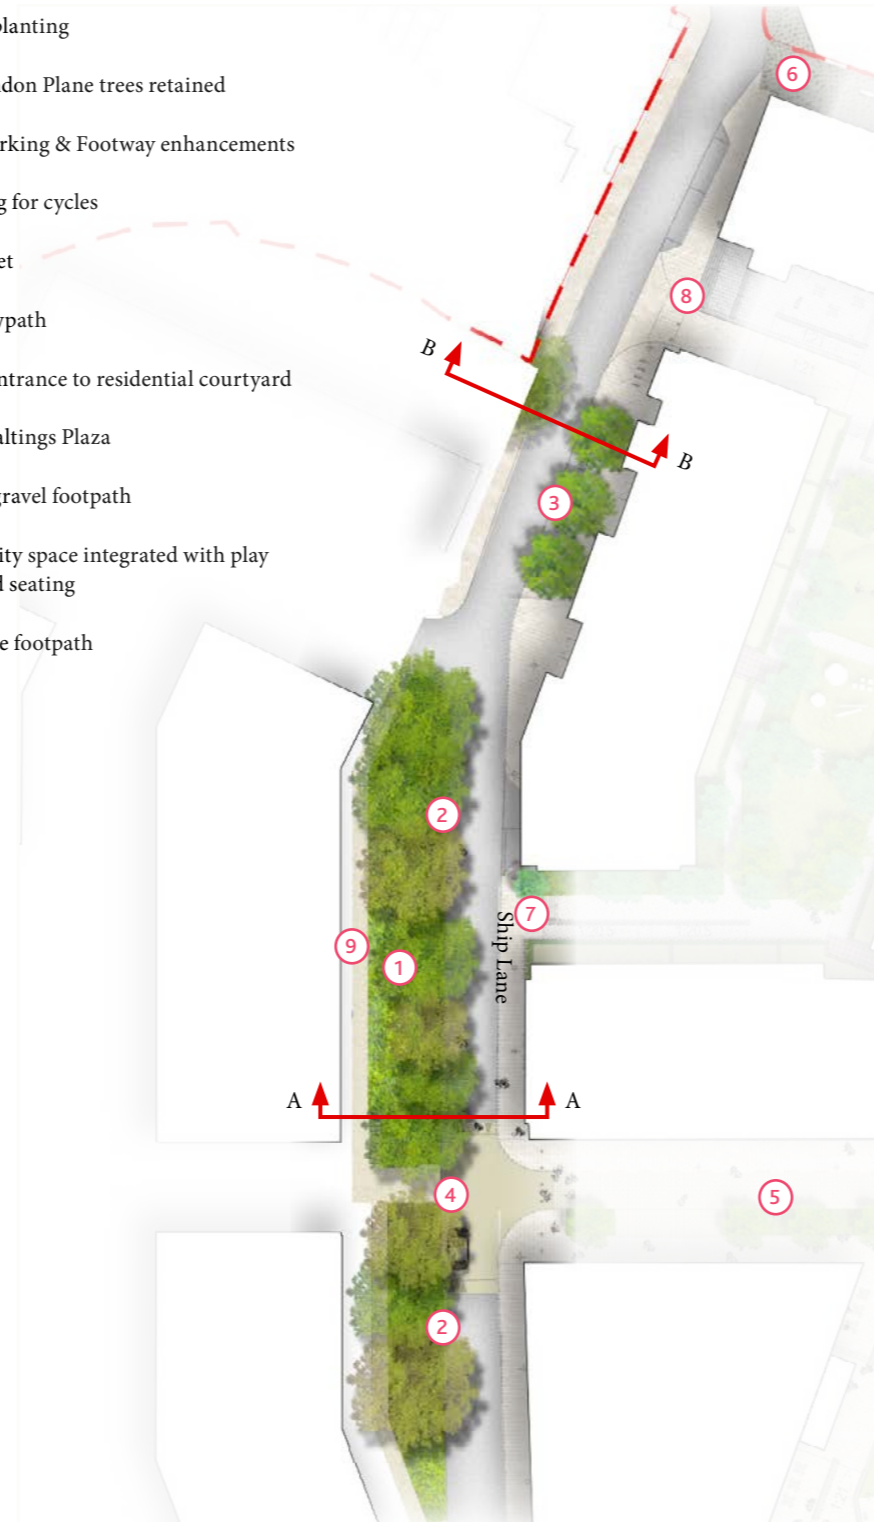 planting
don Plane trees retained
rking & Footway enhancements
g for cycles
et
ypath
ntrance to residential courtyard
altings Plaza
gravel footpath
ity space integrated with play
d seating
e footpath
6
8
B
B
3
2
7
Ship Lane
9
1
A
A
4
5
2